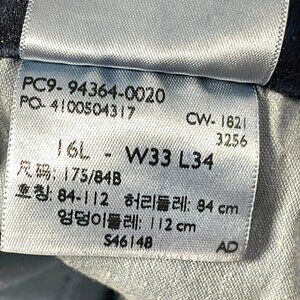 PC9- 94364-0020
PO- 4100504317 CW- 1821
3256
16L - W33 L34
尺码: 175/84B
호칭: 84-112 허리둘레: 84 cm
엉덩이둘레: 112 cm
S46148 AD